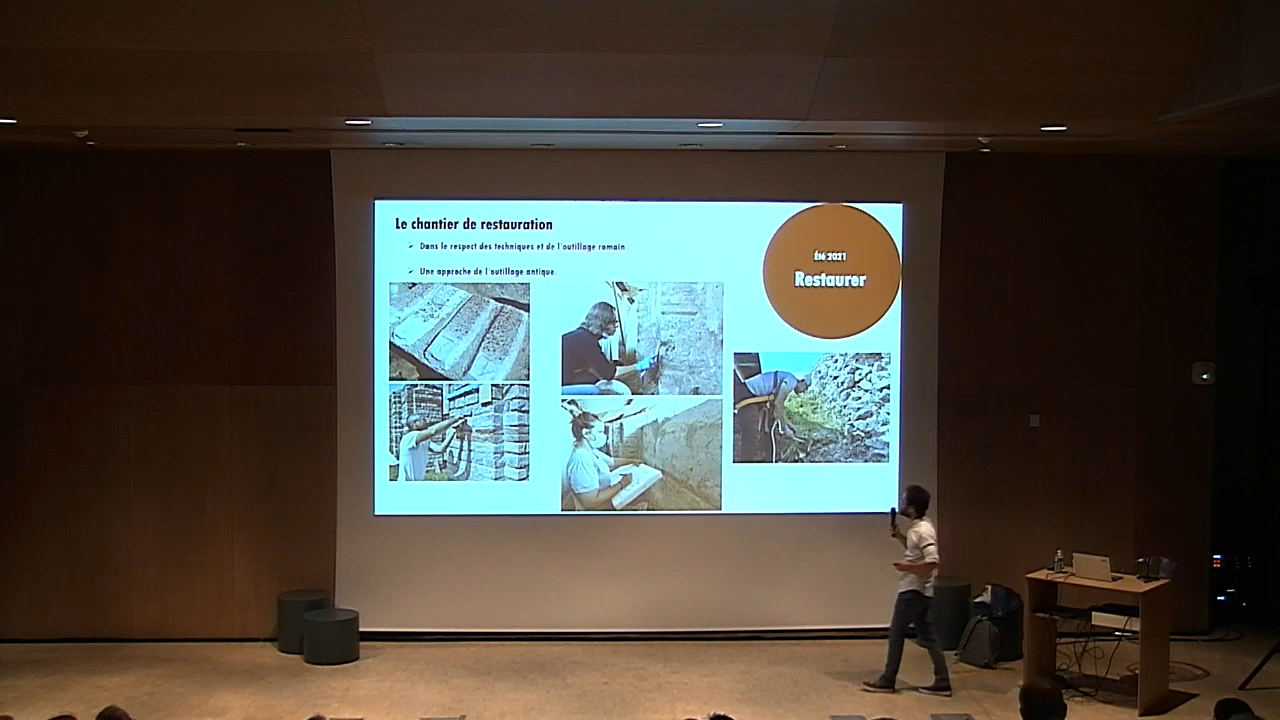 Le chantier de restauration
➢ Dans le respect des techniques et de l'outillage romain
➢ Une approche de l'outillage antique.
Été 2021
Restaurer